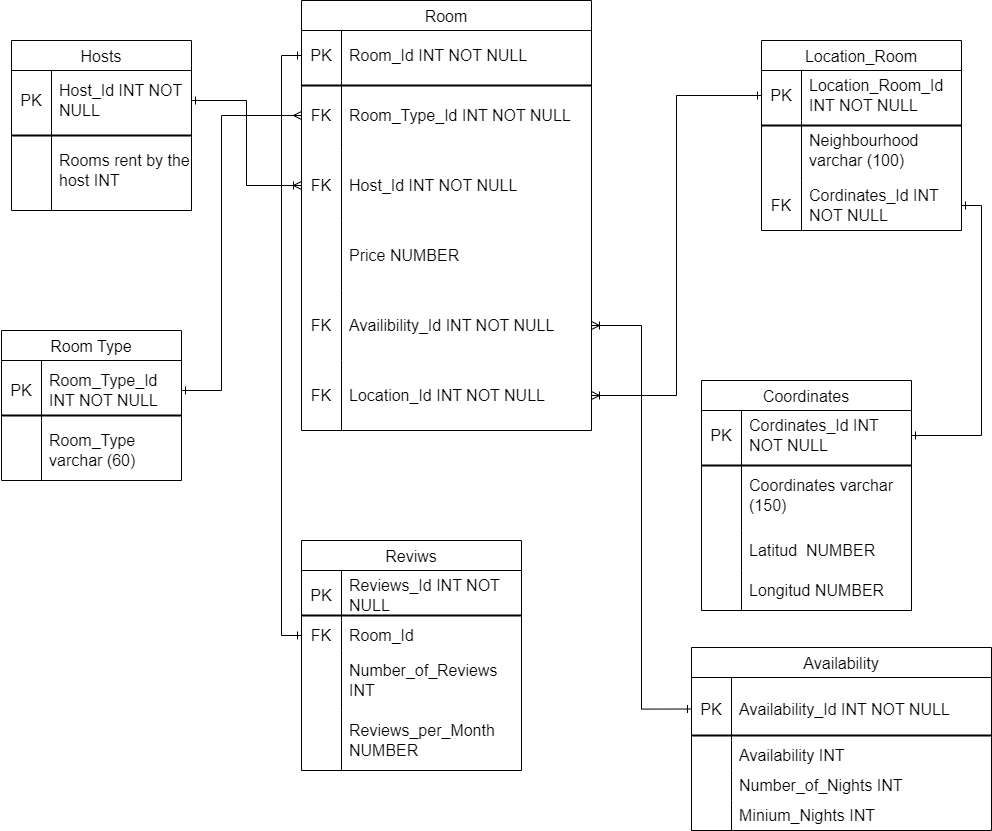 Room
PK Room_Id INT NOT NULL
FK Room_Type_Id INT NOT NULL
FK Host_Id INT NOT NULL
Price NUMBER
FK Availibility_Id INT NOT NULL
FK Location_Id INT NOT NULL
Hosts
PK Host_Id INT NOT
NULL
Rooms rent by the
host INT
Location_Room
PK Location_Room_Id
INT NOT NULL
Neighbourhood
varchar (100)
FK Cordinates_Id INT
NOT NULL
Room Type
PK Room_Type_Id
INT NOT NULL
Room_Type
varchar (60)
Coordinates
PK Cordinates_Id INT
NOT NULL
Coordinates varchar
(150)
Latitud NUMBER
Longitud NUMBER
Reviws
PK Reviews_Id INT NOT
NULL
FK Room_Id
Number_of_Reviews
INT
Reviews_per_Month
NUMBER
Availability
PK Availability_Id INT NOT NULL
Availability INT
Number_of_Nights INT
Minium_Nights INT